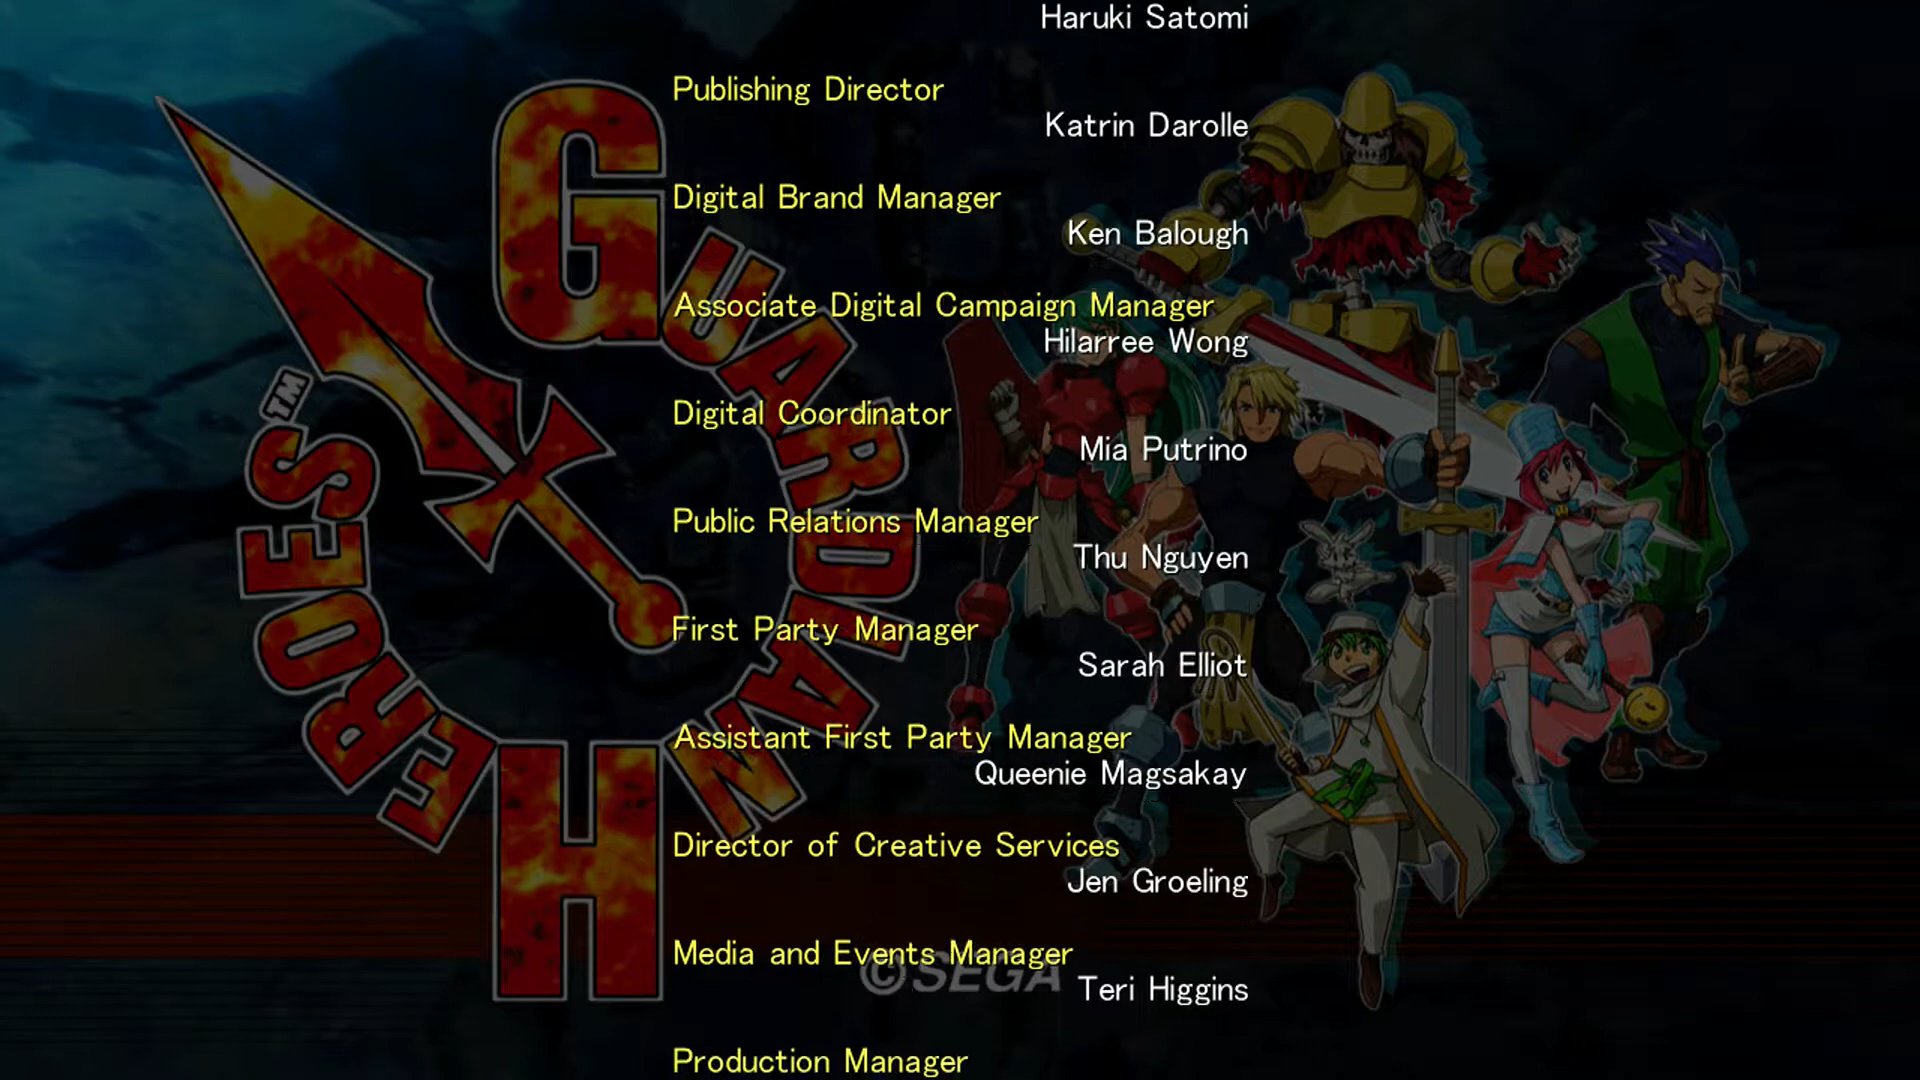 Haruki Satomi
Publishing Director
Katrin Darolle
Digital Brand Manager
Ken Balough
Associate Digital Campaign Manager
Hilarree Wong
Digital Coordinator
Mia Putrino
Public Relations Manager
Thu Nguyen
First Party Manager
Sarah Elliot
Assistant First Party Manager
Queenie Magsakay
Director of Creative Services
Jen Groeling
Media and Events Manager
Teri Higgins
Production Manager
GUARDIAN
HEROES™
©SEGA